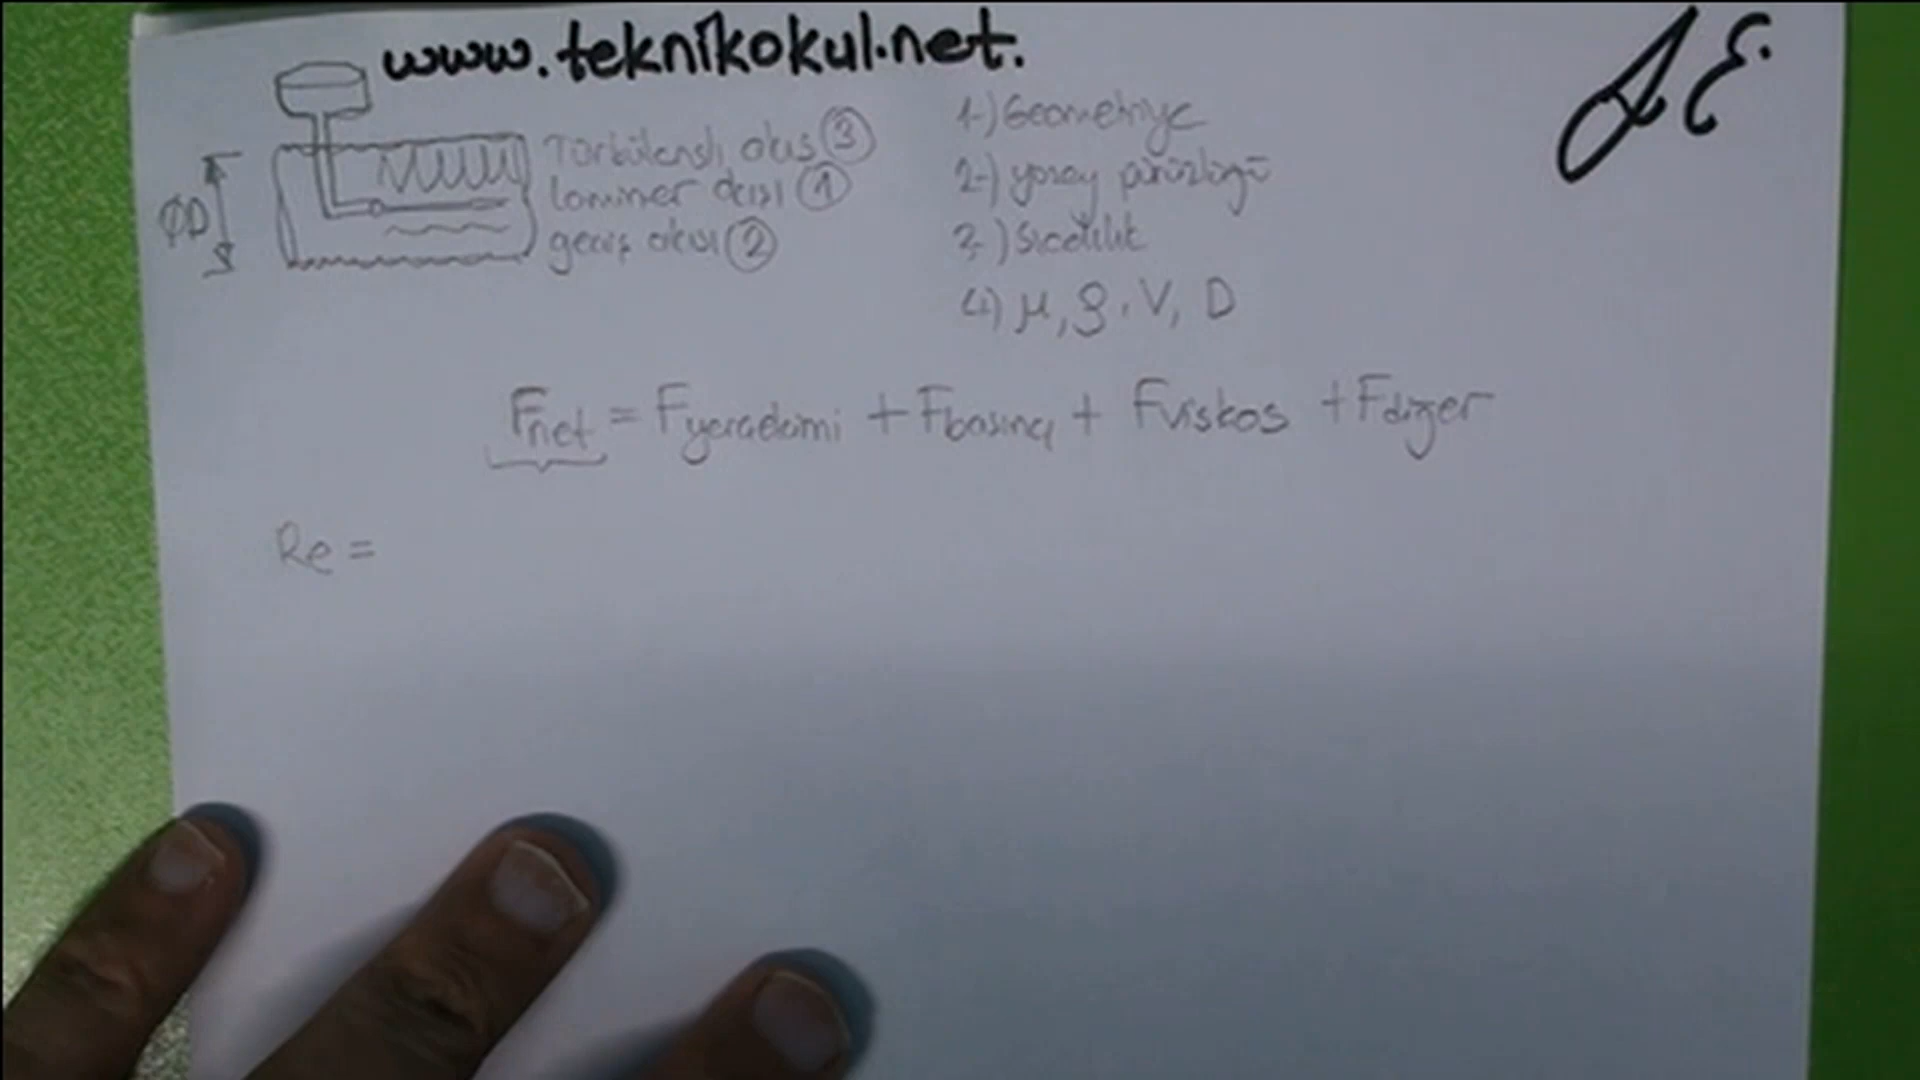 www.teknikokul.net.
A E.
ØD
Türbülanslı akış ③
laminer akışı ①
geçiş akışı ②
1-) Geometriye
2-) yüzey pürüzlüğü
3-) Sıcaklık
4) μ, ρ, V, D
Fnet = Fyerçekimi + Fbasınç + Fviskos + Fdiğer
Re =